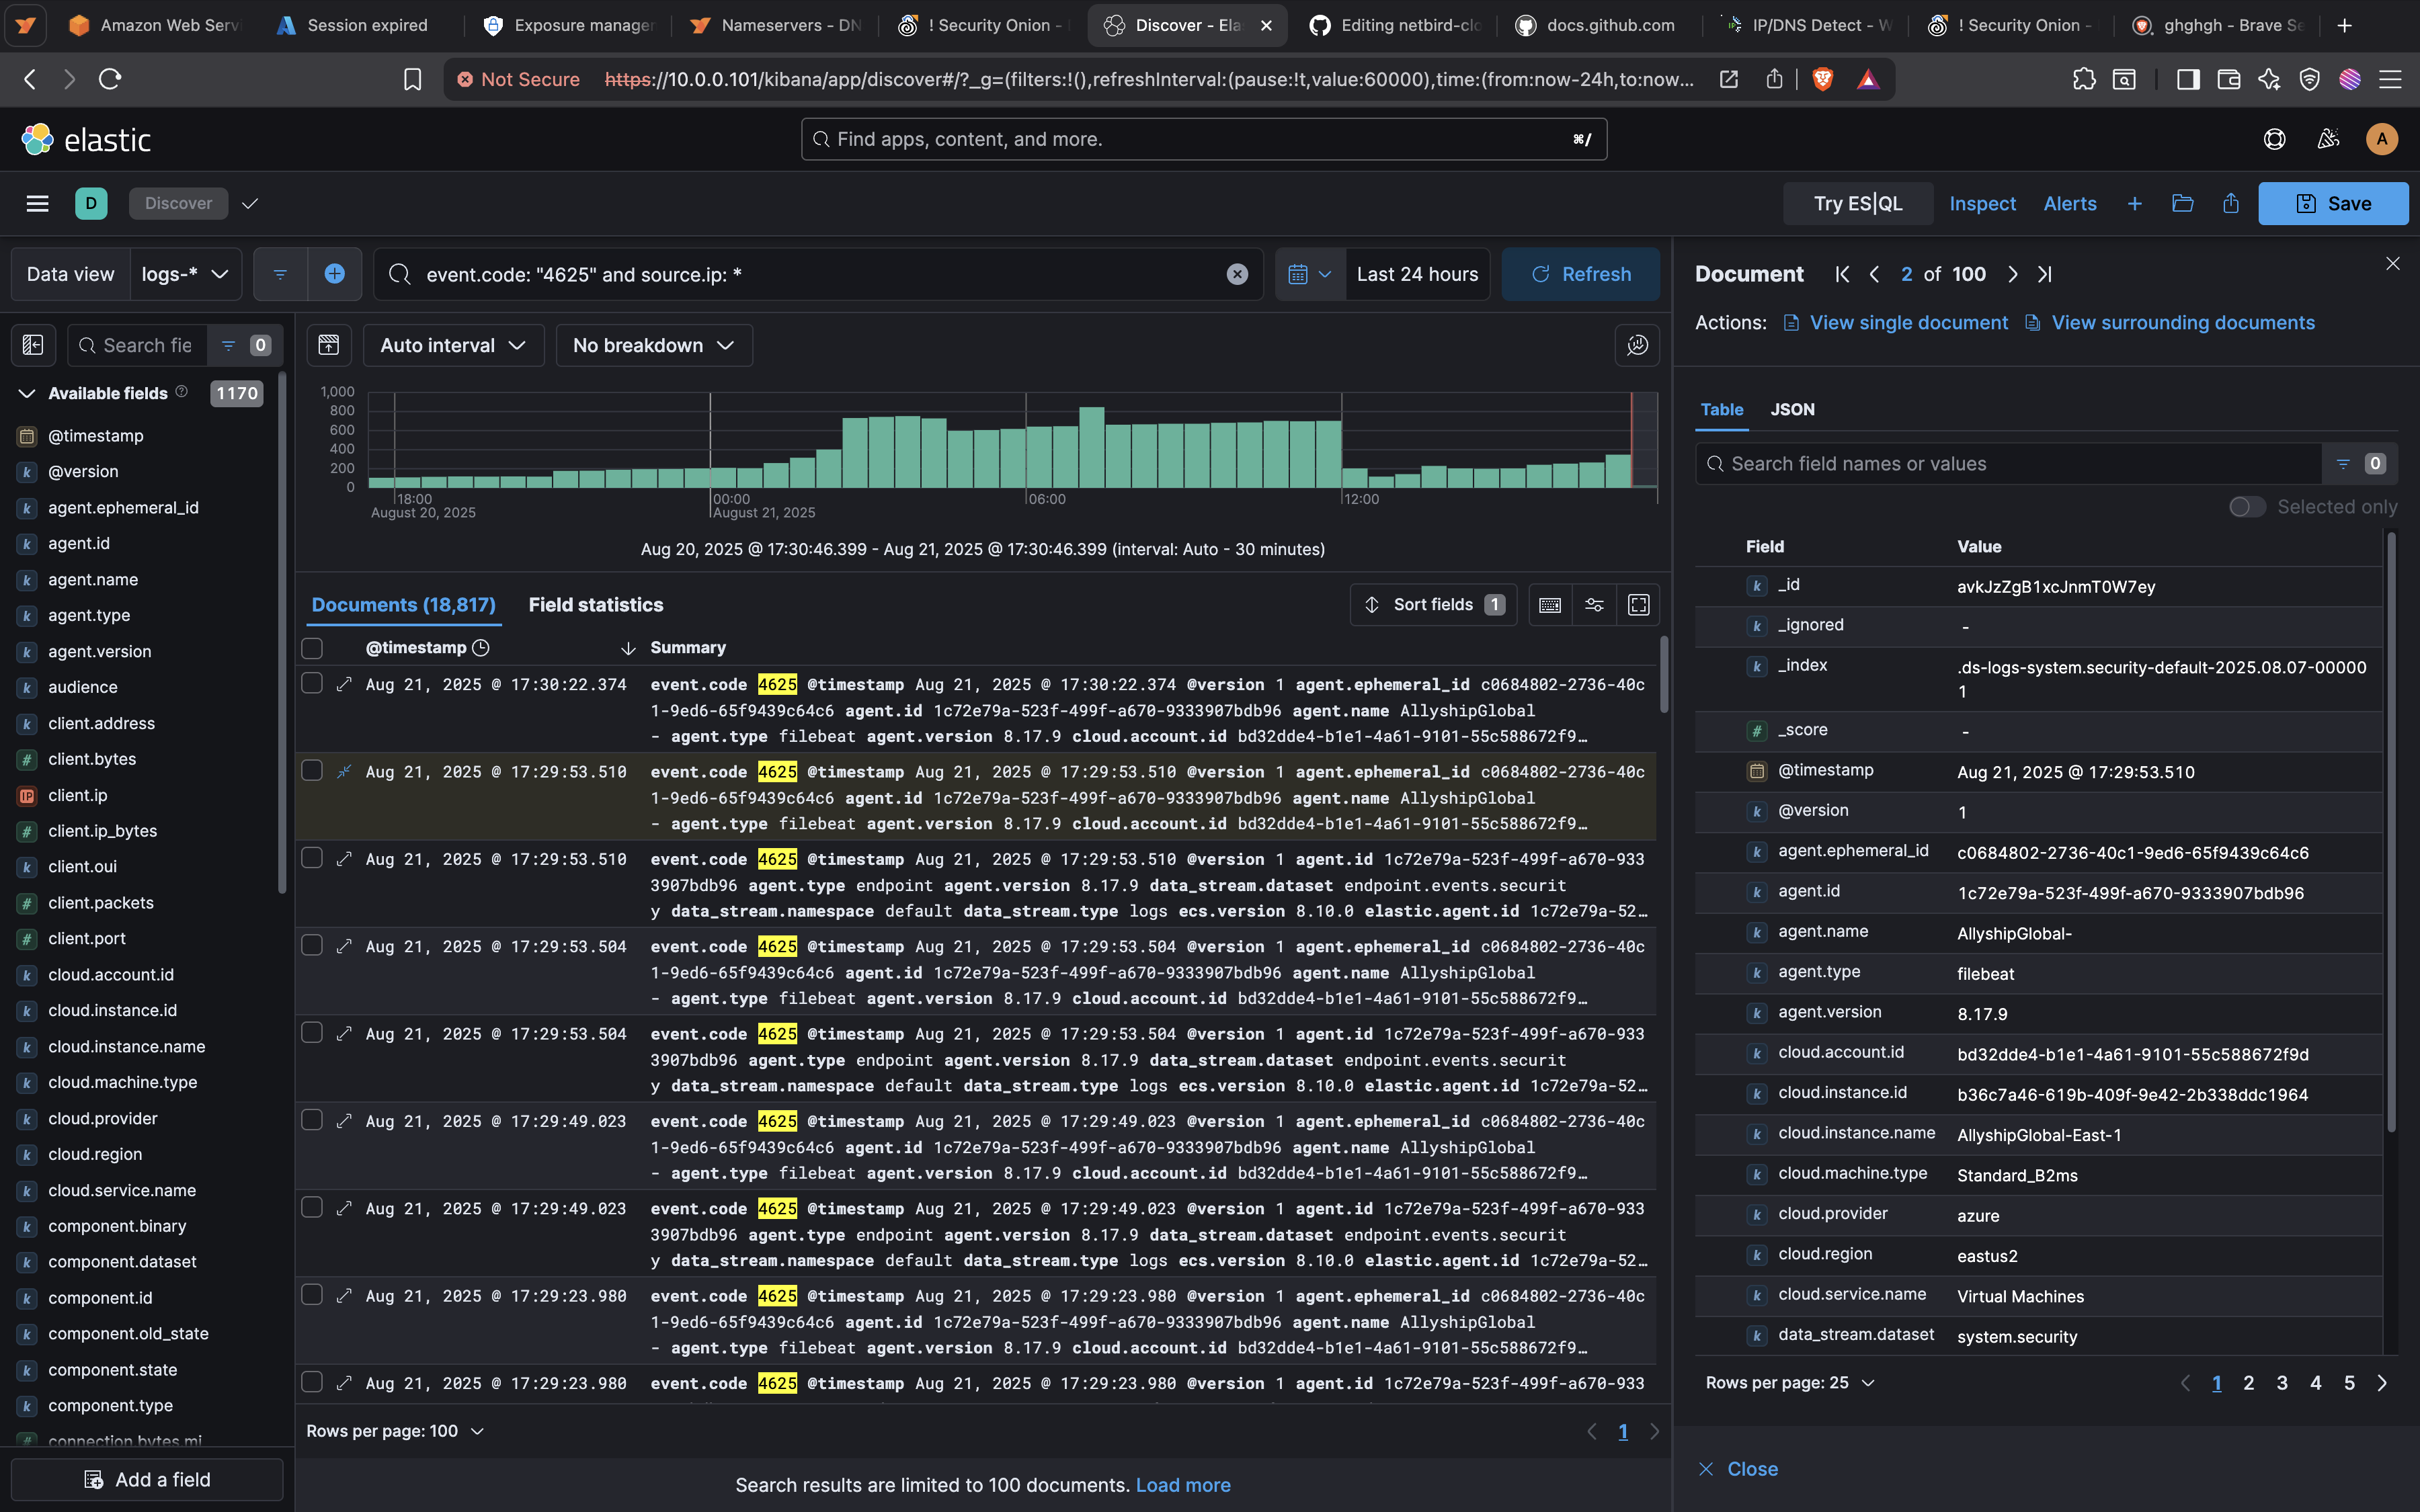 Amazon Web Servi
Session expired
Exposure manager
Nameservers - DN
! Security Onion -
Discover - Ela
Editing netbird-clo
docs.github.com
IP/DNS Detect - W
! Security Onion -
ghghgh - Brave Se
Not Secure https://10.0.0.101/kibana/app/discover#/?_g=(filters:!(),refreshInterval:(pause:!t,value:60000),time:(from:now-24h,to:now...
elastic
Find apps, content, and more. ⌘/
A
D Discover
Try ES|QL Inspect Alerts Save
Data view logs-*
event.code: "4625" and source.ip: *
Last 24 hours Refresh
Search fie 0
Available fields 1170
@timestamp
@version
agent.ephemeral_id
agent.id
agent.name
agent.type
agent.version
audience
client.address
client.bytes
client.ip
client.ip_bytes
client.oui
client.packets
client.port
cloud.account.id
cloud.instance.id
cloud.instance.name
cloud.machine.type
cloud.provider
cloud.region
cloud.service.name
component.binary
component.dataset
component.id
component.old_state
component.state
component.type
connection.bytes.mi
Add a field
Auto interval No breakdown
1,000
800
600
400
200
0
18:00 00:00 06:00 12:00
August 20, 2025 August 21, 2025
Aug 20, 2025 @ 17:30:46.399 - Aug 21, 2025 @ 17:30:46.399 (interval: Auto - 30 minutes)
Documents (18,817) Field statistics Sort fields 1
@timestamp Summary
Aug 21, 2025 @ 17:30:22.374 event.code 4625 @timestamp Aug 21, 2025 @ 17:30:22.374 @version 1 agent.ephemeral_id c0684802-2736-40c
1-9ed6-65f9439c64c6 agent.id 1c72e79a-523f-499f-a670-9333907bdb96 agent.name AllyshipGlobal
- agent.type filebeat agent.version 8.17.9 cloud.account.id bd32dde4-b1e1-4a61-9101-55c588672f9…
Aug 21, 2025 @ 17:29:53.510 event.code 4625 @timestamp Aug 21, 2025 @ 17:29:53.510 @version 1 agent.ephemeral_id c0684802-2736-40c
1-9ed6-65f9439c64c6 agent.id 1c72e79a-523f-499f-a670-9333907bdb96 agent.name AllyshipGlobal
- agent.type filebeat agent.version 8.17.9 cloud.account.id bd32dde4-b1e1-4a61-9101-55c588672f9…
Aug 21, 2025 @ 17:29:53.510 event.code 4625 @timestamp Aug 21, 2025 @ 17:29:53.510 @version 1 agent.id 1c72e79a-523f-499f-a670-933
3907bdb96 agent.type endpoint agent.version 8.17.9 data_stream.dataset endpoint.events.securit
y data_stream.namespace default data_stream.type logs ecs.version 8.10.0 elastic.agent.id 1c72e79a-52…
Aug 21, 2025 @ 17:29:53.504 event.code 4625 @timestamp Aug 21, 2025 @ 17:29:53.504 @version 1 agent.ephemeral_id c0684802-2736-40c
1-9ed6-65f9439c64c6 agent.id 1c72e79a-523f-499f-a670-9333907bdb96 agent.name AllyshipGlobal
- agent.type filebeat agent.version 8.17.9 cloud.account.id bd32dde4-b1e1-4a61-9101-55c588672f9…
Aug 21, 2025 @ 17:29:53.504 event.code 4625 @timestamp Aug 21, 2025 @ 17:29:53.504 @version 1 agent.id 1c72e79a-523f-499f-a670-933
3907bdb96 agent.type endpoint agent.version 8.17.9 data_stream.dataset endpoint.events.securit
y data_stream.namespace default data_stream.type logs ecs.version 8.10.0 elastic.agent.id 1c72e79a-52…
Aug 21, 2025 @ 17:29:49.023 event.code 4625 @timestamp Aug 21, 2025 @ 17:29:49.023 @version 1 agent.ephemeral_id c0684802-2736-40c
1-9ed6-65f9439c64c6 agent.id 1c72e79a-523f-499f-a670-9333907bdb96 agent.name AllyshipGlobal
- agent.type filebeat agent.version 8.17.9 cloud.account.id bd32dde4-b1e1-4a61-9101-55c588672f9…
Aug 21, 2025 @ 17:29:49.023 event.code 4625 @timestamp Aug 21, 2025 @ 17:29:49.023 @version 1 agent.id 1c72e79a-523f-499f-a670-933
3907bdb96 agent.type endpoint agent.version 8.17.9 data_stream.dataset endpoint.events.securit
y data_stream.namespace default data_stream.type logs ecs.version 8.10.0 elastic.agent.id 1c72e79a-52…
Aug 21, 2025 @ 17:29:23.980 event.code 4625 @timestamp Aug 21, 2025 @ 17:29:23.980 @version 1 agent.ephemeral_id c0684802-2736-40c
1-9ed6-65f9439c64c6 agent.id 1c72e79a-523f-499f-a670-9333907bdb96 agent.name AllyshipGlobal
- agent.type filebeat agent.version 8.17.9 cloud.account.id bd32dde4-b1e1-4a61-9101-55c588672f9…
Aug 21, 2025 @ 17:29:23.980 event.code 4625 @timestamp Aug 21, 2025 @ 17:29:23.980 @version 1 agent.id 1c72e79a-523f-499f-a670-933
Rows per page: 100 1
Search results are limited to 100 documents. Load more
Document 2 of 100
Actions: View single document View surrounding documents
Table JSON
Search field names or values 0
Selected only
Field Value
_id avkJzZgB1xcJnmT0W7ey
_ignored -
_index .ds-logs-system.security-default-2025.08.07-00000
1
_score -
@timestamp Aug 21, 2025 @ 17:29:53.510
@version 1
agent.ephemeral_id c0684802-2736-40c1-9ed6-65f9439c64c6
agent.id 1c72e79a-523f-499f-a670-9333907bdb96
agent.name AllyshipGlobal-
agent.type filebeat
agent.version 8.17.9
cloud.account.id bd32dde4-b1e1-4a61-9101-55c588672f9d
cloud.instance.id b36c7a46-619b-409f-9e42-2b338ddc1964
cloud.instance.name AllyshipGlobal-East-1
cloud.machine.type Standard_B2ms
cloud.provider azure
cloud.region eastus2
cloud.service.name Virtual Machines
data_stream.dataset system.security
Rows per page: 25 1 2 3 4 5
Close